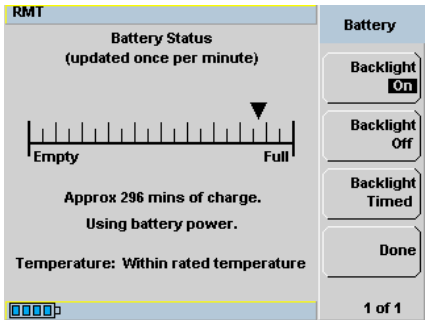 RMT
Battery Status
(updated once per minute)
Empty
Full
Approx 296 mins of charge.
Using battery power.
Temperature: Within rated temperature
Battery
Backlight
On
Backlight
Off
Backlight
Timed
Done
1 of 1